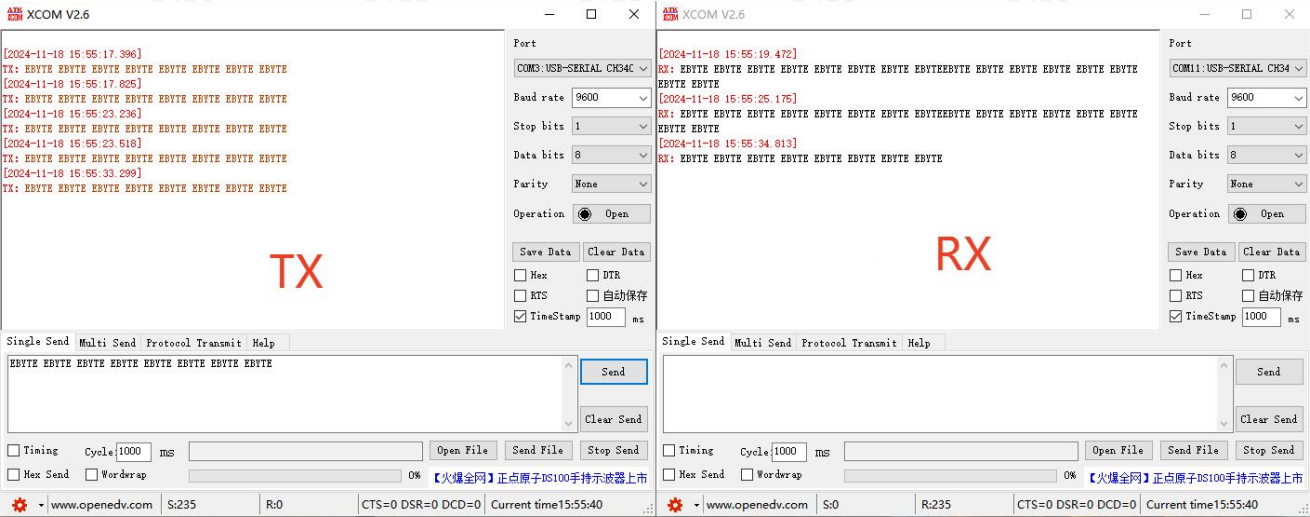 ATK XCOM XCOM V2.6
[2024-11-18 15:55:17.396]
TX: EBYTE EBYTE EBYTE EBYTE EBYTE EBYTE EBYTE EBYTE
[2024-11-18 15:55:17.825]
TX: EBYTE EBYTE EBYTE EBYTE EBYTE EBYTE EBYTE EBYTE
[2024-11-18 15:55:23.236]
TX: EBYTE EBYTE EBYTE EBYTE EBYTE EBYTE EBYTE EBYTE
[2024-11-18 15:55:23.518]
TX: EBYTE EBYTE EBYTE EBYTE EBYTE EBYTE EBYTE EBYTE
[2024-11-18 15:55:33.299]
TX: EBYTE EBYTE EBYTE EBYTE EBYTE EBYTE EBYTE EBYTE
TX
Port
COM3:USB-SERIAL CH34C
Baud rate 9600
Stop bits 1
Data bits 8
Parity None
Operation Open
Save Data Clear Data
Hex DTR
RTS 自动保存
TimeStamp 1000 ms
Single Send Multi Send Protocol Transmit Help
EBYTE EBYTE EBYTE EBYTE EBYTE EBYTE EBYTE EBYTE
Send
Clear Send
Timing Cycle: 1000 ms Open File Send File Stop Send
Hex Send Wordwrap 0% 【火爆全网】正点原子DS100手持示波器上市
www.openedv.com S:235 R:0 CTS=0 DSR=0 DCD=0 Current time15:55:40
ATK XCOM XCOM V2.6
[2024-11-18 15:55:19.472]
RX: EBYTE EBYTE EBYTE EBYTE EBYTE EBYTE EBYTE EBYTEEBYTE EBYTE EBYTE EBYTE EBYTE EBYTE
EBYTE EBYTE
[2024-11-18 15:55:25.175]
RX: EBYTE EBYTE EBYTE EBYTE EBYTE EBYTE EBYTE EBYTEEBYTE EBYTE EBYTE EBYTE EBYTE EBYTE
EBYTE EBYTE
[2024-11-18 15:55:34.813]
RX: EBYTE EBYTE EBYTE EBYTE EBYTE EBYTE EBYTE EBYTE
RX
Port
COM11:USB-SERIAL CH34
Baud rate 9600
Stop bits 1
Data bits 8
Parity None
Operation Open
Save Data Clear Data
Hex DTR
RTS 自动保存
TimeStamp 1000 ms
Single Send Multi Send Protocol Transmit Help
Send
Clear Send
Timing Cycle: 1000 ms Open File Send File Stop Send
Hex Send Wordwrap 0% 【火爆全网】正点原子DS100手持示波器上市
www.openedv.com S:0 R:235 CTS=0 DSR=0 DCD=0 Current time15:55:40